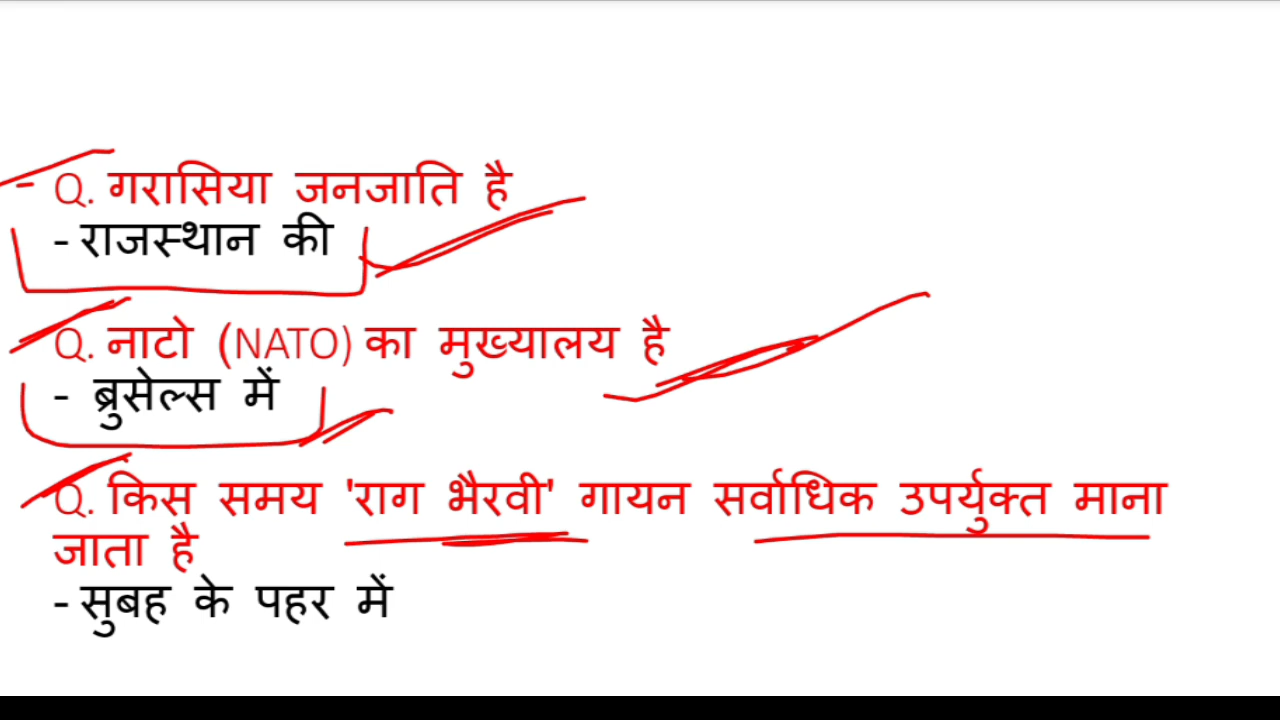 Q. गरासिया जनजाति है
- राजस्थान की
Q. नाटो (NATO) का मुख्यालय है
- ब्रुसेल्स में
Q. किस समय 'राग भैरवी' गायन सर्वाधिक उपर्युक्त माना
जाता है
- सुबह के पहर में